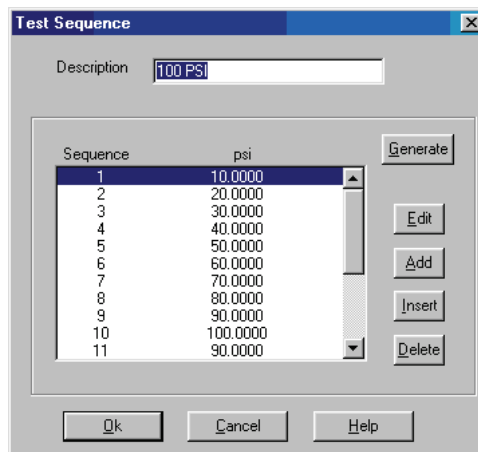 Test Sequence
Description 100 PSI
Generate
Sequence psi
1 10.0000
2 20.0000
3 30.0000
4 40.0000
5 50.0000
6 60.0000
7 70.0000
8 80.0000
9 90.0000
10 100.0000
11 90.0000
Edit
Add
Insert
Delete
Ok Cancel Help